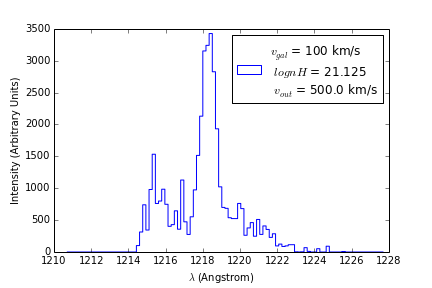 3500
3000
2500
2000
1500
1000
500
0
Intensity (Arbitrary Units)
v_gal = 100 km/s
lognH = 21.125
v_out = 500.0 km/s
1210 1212 1214 1216 1218 1220 1222 1224 1226 1228
λ (Angstrom)